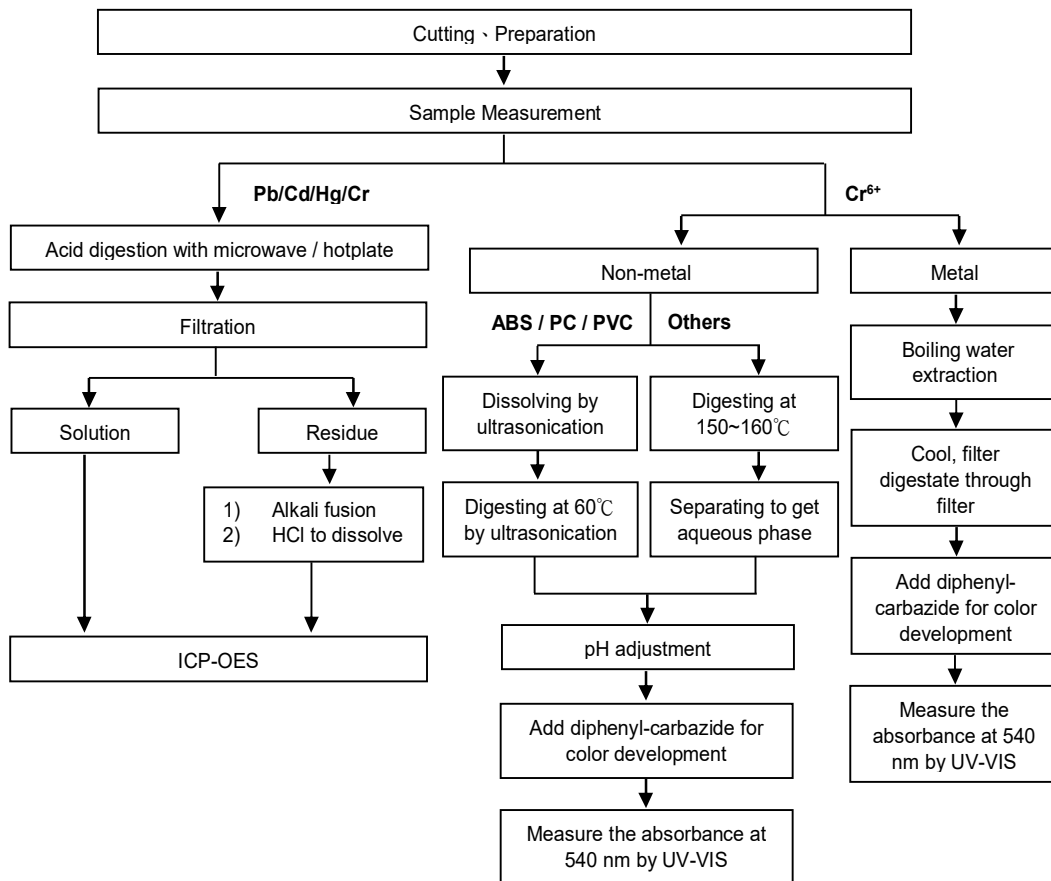 Cutting、Preparation
Sample Measurement
Pb/Cd/Hg/Cr
Acid digestion with microwave / hotplate
Filtration
Solution
Residue
1) Alkali fusion
2) HCl to dissolve
ICP-OES
Cr⁶⁺
Non-metal
ABS / PC / PVC
Others
Dissolving by
ultrasonication
Digesting at 60℃
by ultrasonication
Digesting at
150~160℃
Separating to get
aqueous phase
pH adjustment
Add diphenyl-carbazide for
color development
Measure the absorbance at
540 nm by UV-VIS
Metal
Boiling water
extraction
Cool, filter
digestate through
filter
Add diphenyl-
carbazide for color
development
Measure the
absorbance at 540
nm by UV-VIS